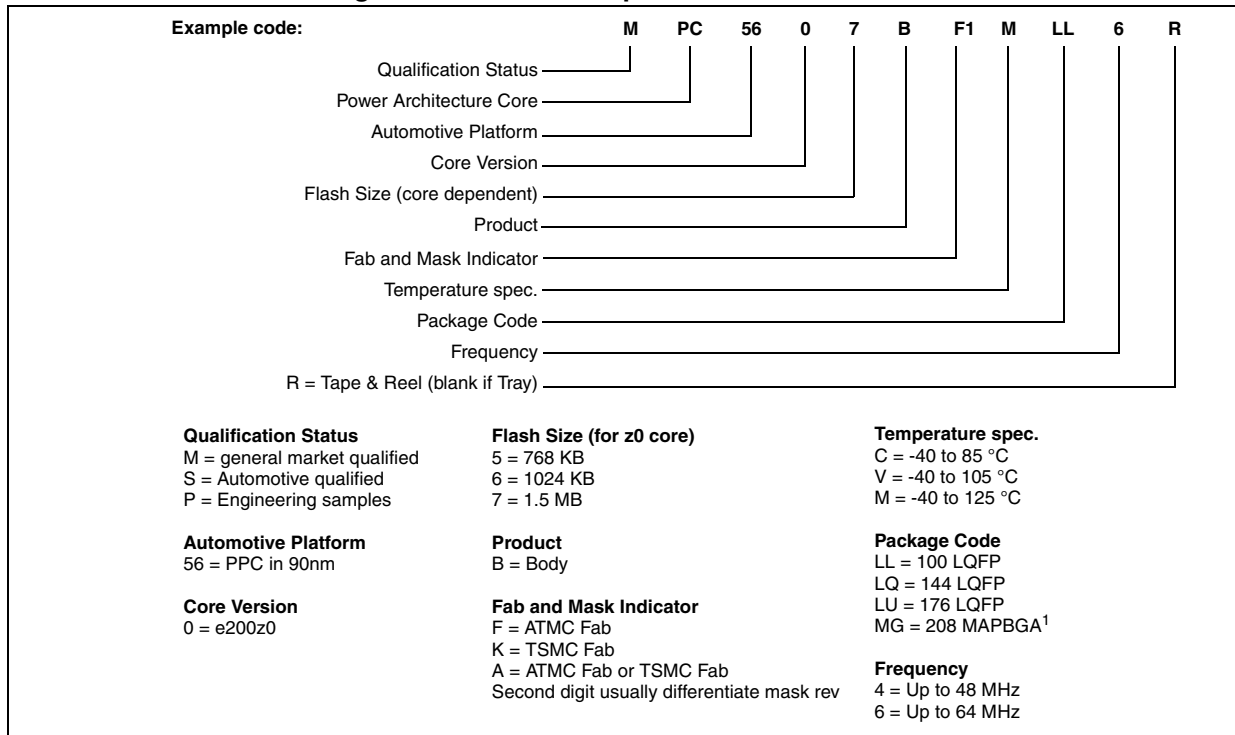 Example code: M PC 56 0 7 B F1 M LL 6 R
Qualification Status
Power Architecture Core
Automotive Platform
Core Version
Flash Size (core dependent)
Product
Fab and Mask Indicator
Temperature spec.
Package Code
Frequency
R = Tape & Reel (blank if Tray)
Qualification Status
M = general market qualified
S = Automotive qualified
P = Engineering samples
Automotive Platform
56 = PPC in 90nm
Core Version
0 = e200z0
Flash Size (for z0 core)
5 = 768 KB
6 = 1024 KB
7 = 1.5 MB
Product
B = Body
Fab and Mask Indicator
F = ATMC Fab
K = TSMC Fab
A = ATMC Fab or TSMC Fab
Second digit usually differentiate mask rev
Temperature spec.
C = -40 to 85 °C
V = -40 to 105 °C
M = -40 to 125 °C
Package Code
LL = 100 LQFP
LQ = 144 LQFP
LU = 176 LQFP
MG = 208 MAPBGA1
Frequency
4 = Up to 48 MHz
6 = Up to 64 MHz